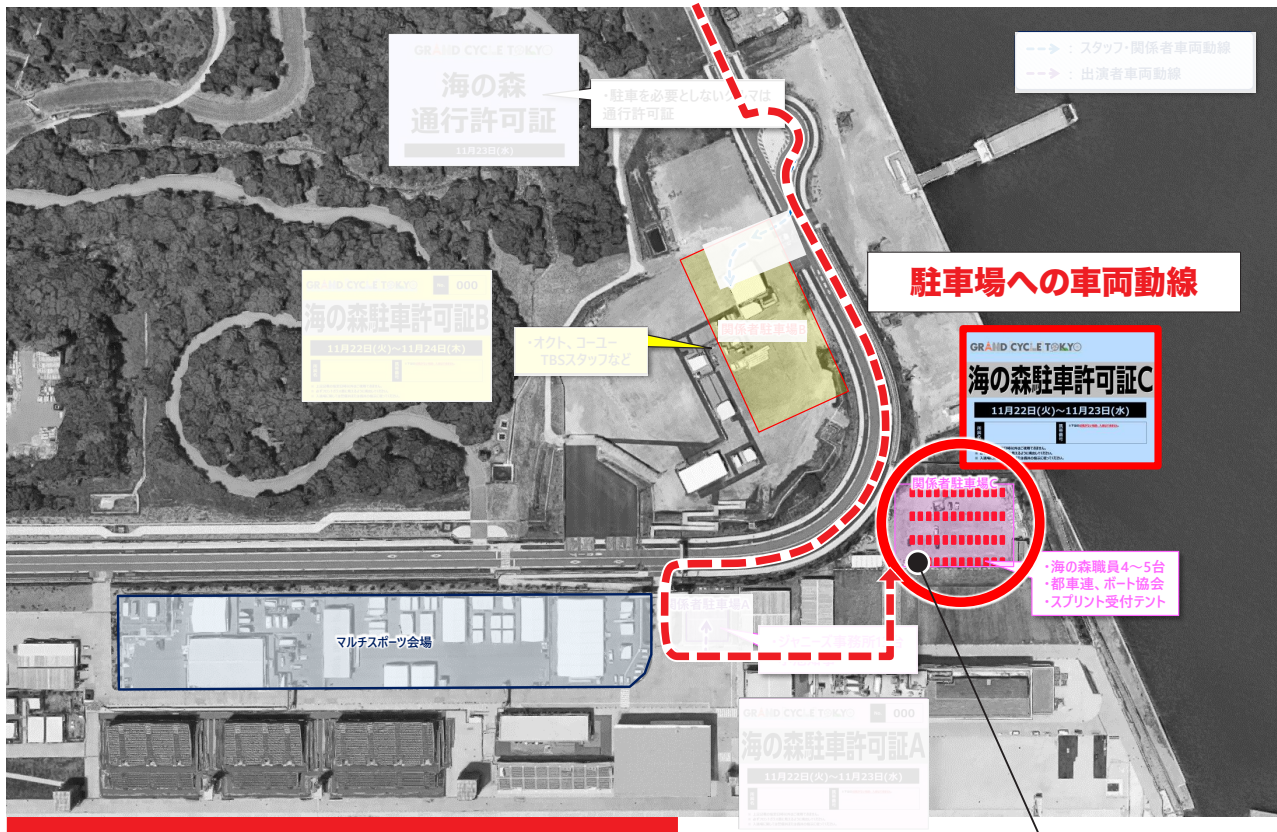 GRAND CYCLE TOKYO
海の森
通行許可証
11月23日(水)
・駐車を必要としないクルマは
通行許可証
: スタッフ・関係者車両動線
: 出演者車両動線
駐車場への車両動線
GRAND CYCLE TOKYO
000
海の森駐車許可証B
11月22日(火)～11月24日(木)
・オクト、コーユー
TBSスタッフなど
関係者駐車場B
GRAND CYCLE TOKYO
海の森駐車許可証C
11月22日(火)～11月23日(水)
関係者駐車場C
・海の森職員4～5台
・都車連、ボート協会
・スプリント受付テント
関係者駐車場A
マルチスポーツ会場
GRAND CYCLE TOKYO
000
海の森駐車許可証A
11月22日(火)～11月23日(水)